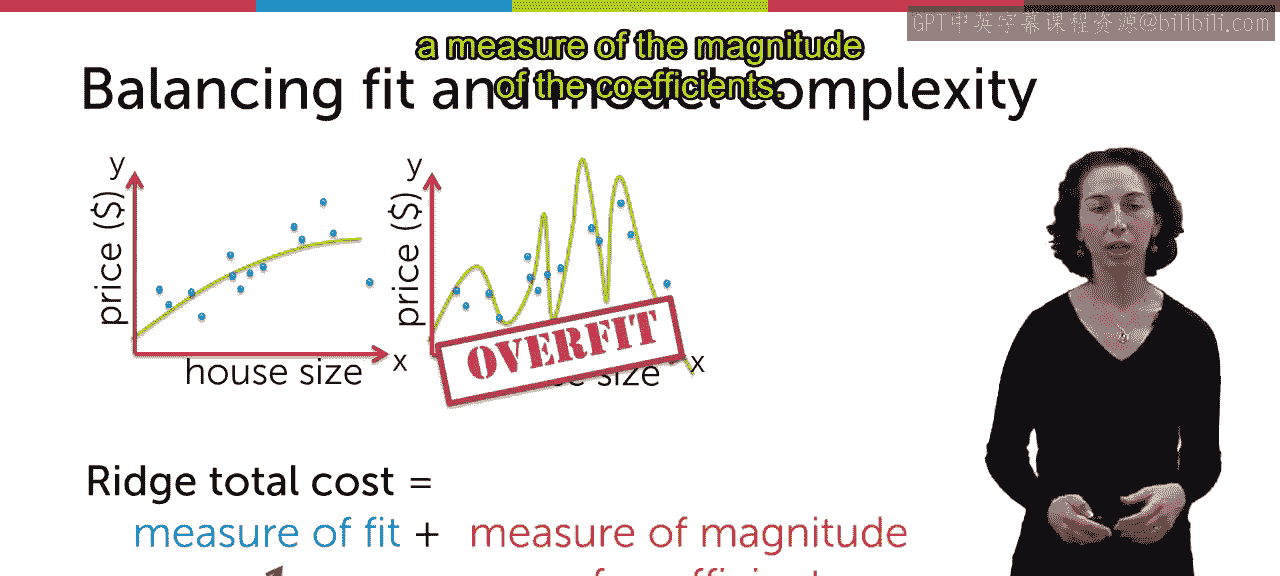 GPT中英字幕课程资源@bilibili.com
a measure of the magnitude
of the coefficients.
Balancing fit and model complexity
y
price ($)
house size
x
y
price ($)
OVERFIT
size
x
Ridge total cost =
measure of fit + measure of magnitude